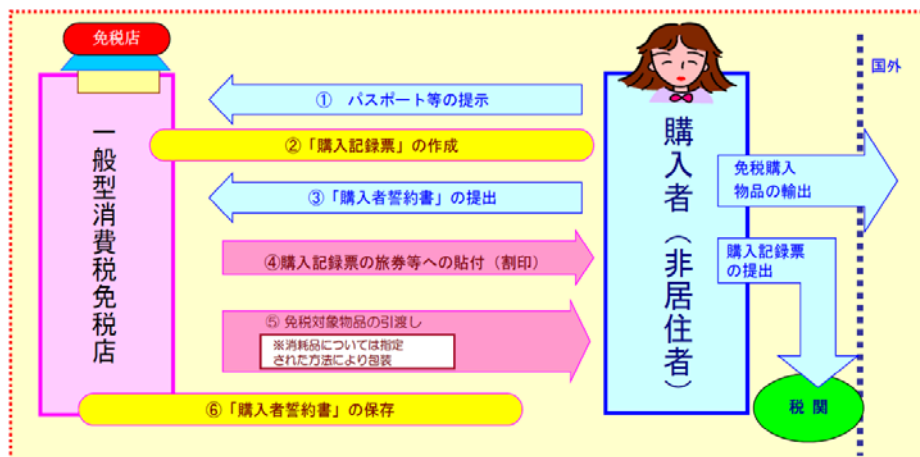 免税店
一般型消費税免税店
① パスポート等の提示
②「購入記録票」の作成
③「購入者誓約書」の提出
④購入記録票の旅券等への貼付（割印）
⑤ 免税対象物品の引渡し
※消耗品については指定
された方法により包装
⑥「購入者誓約書」の保存
購入者（非居住者）
国外
免税購入
物品の輸出
購入記録票
の提出
税関